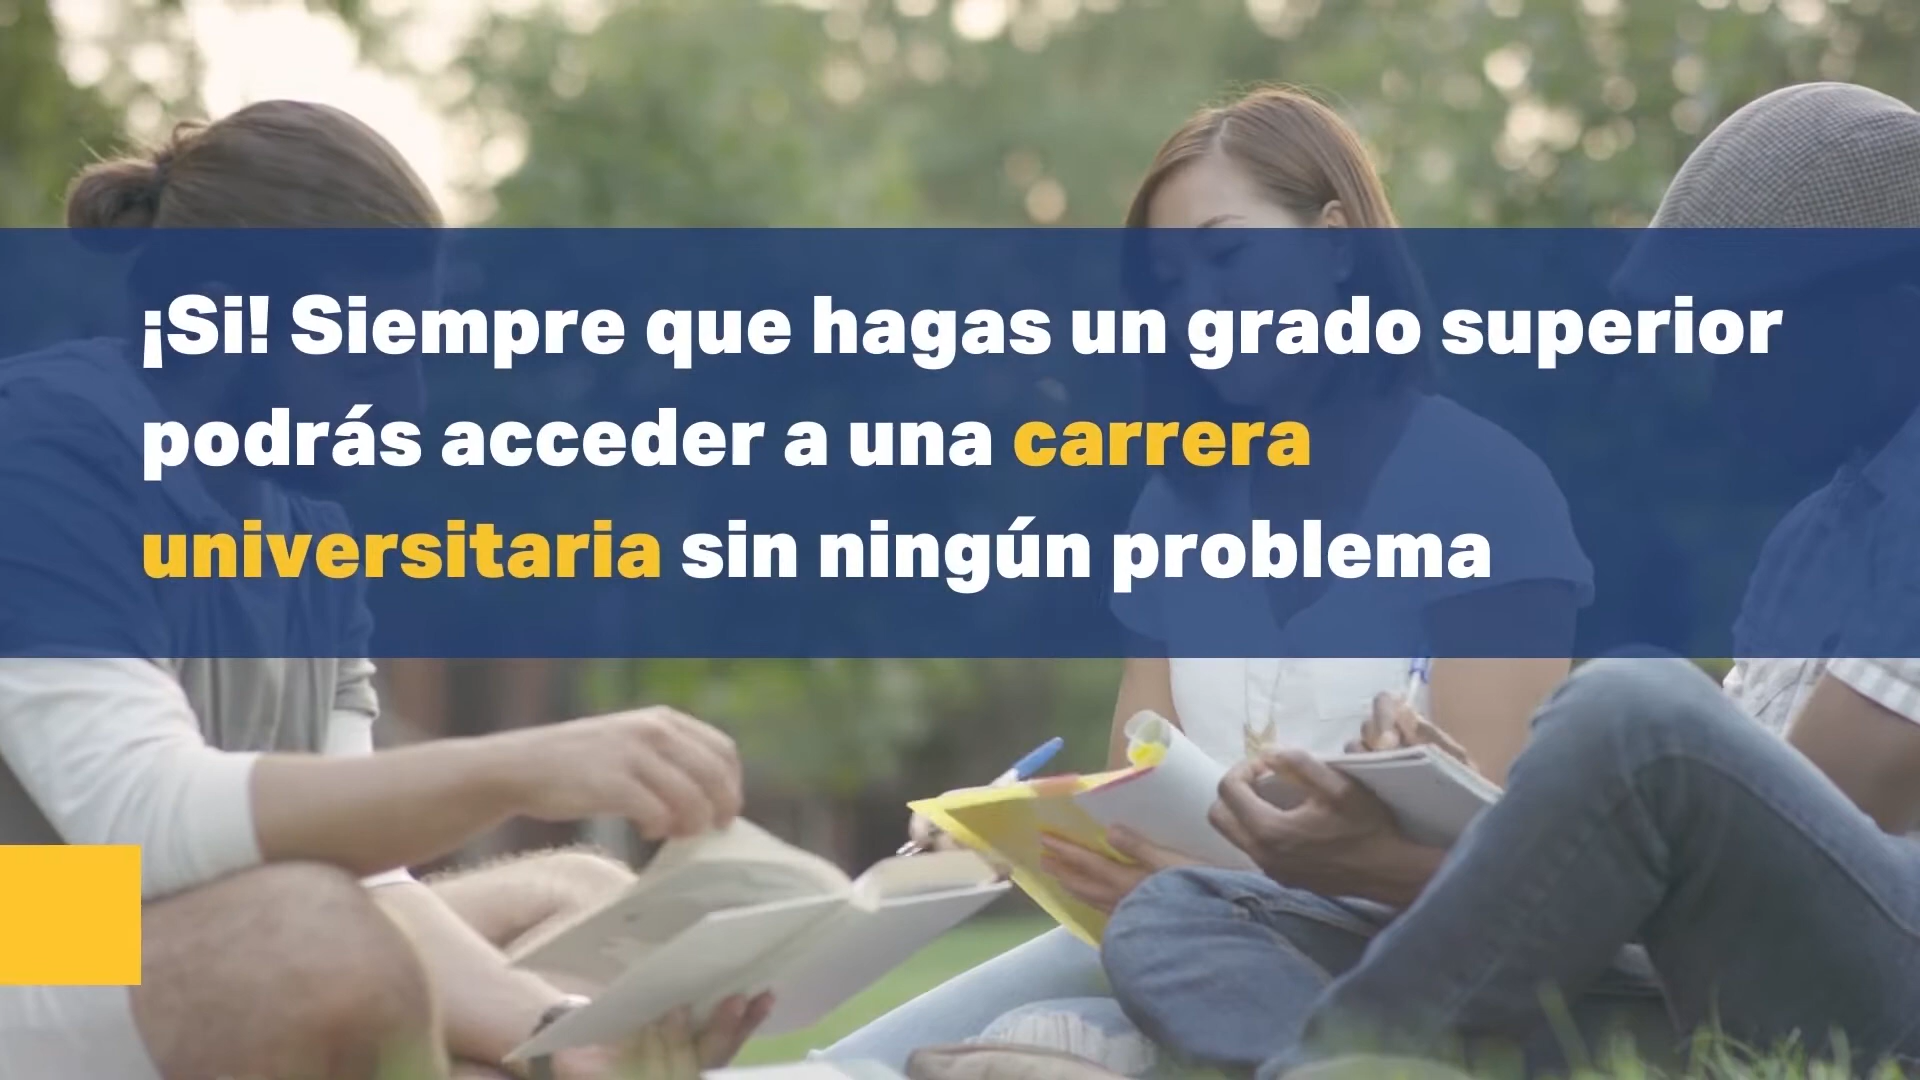 ¡Si! Siempre que hagas un grado superior
podrás acceder a una carrera
universitaria sin ningún problema